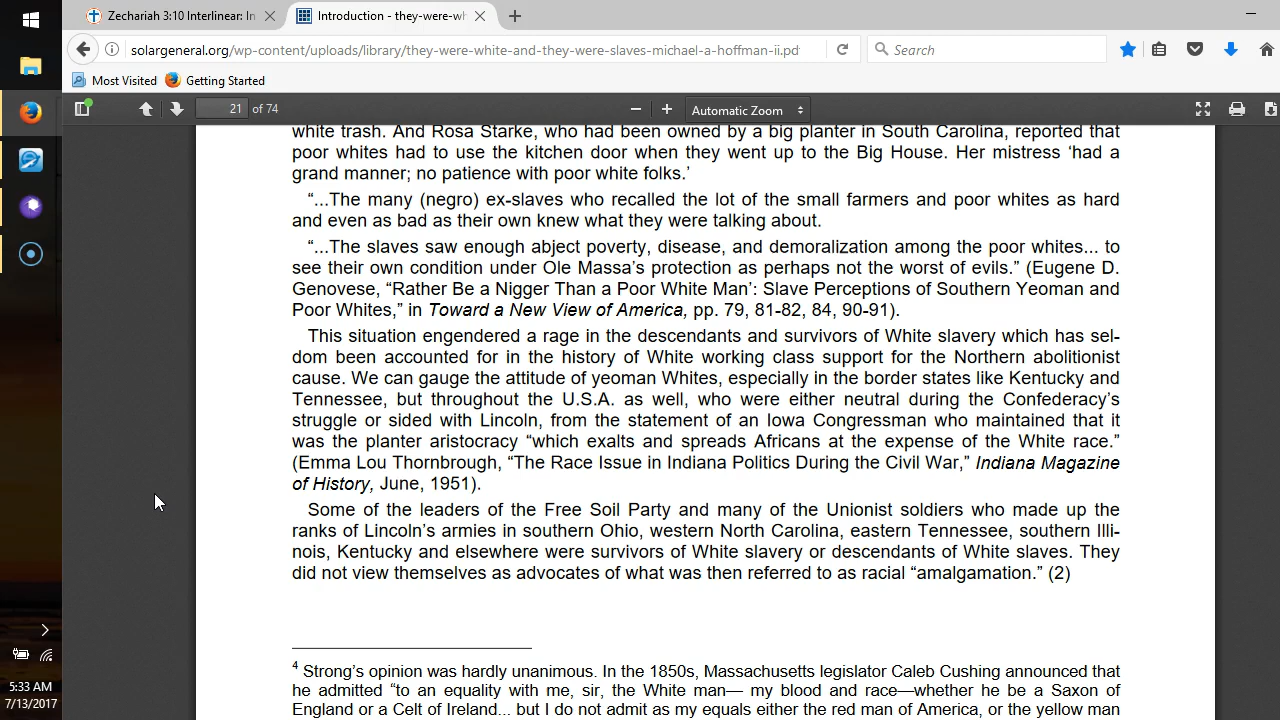 Zechariah 3:10 Interlinear: In
Introduction - they-were-wh
solargeneral.org/wp-content/uploads/library/they-were-white-and-they-were-slaves-michael-a-hoffman-ii.pd
Search
Most Visited
Getting Started
21 of 74
Automatic Zoom
white trash. And Rosa Starke, who had been owned by a big planter in South Carolina, reported that
poor whites had to use the kitchen door when they went up to the Big House. Her mistress ‘had a
grand manner; no patience with poor white folks.’
“...The many (negro) ex-slaves who recalled the lot of the small farmers and poor whites as hard
and even as bad as their own knew what they were talking about.
“...The slaves saw enough abject poverty, disease, and demoralization among the poor whites... to
see their own condition under Ole Massa’s protection as perhaps not the worst of evils.” (Eugene D.
Genovese, “Rather Be a Nigger Than a Poor White Man’: Slave Perceptions of Southern Yeoman and
Poor Whites,” in Toward a New View of America, pp. 79, 81-82, 84, 90-91).
This situation engendered a rage in the descendants and survivors of White slavery which has sel-
dom been accounted for in the history of White working class support for the Northern abolitionist
cause. We can gauge the attitude of yeoman Whites, especially in the border states like Kentucky and
Tennessee, but throughout the U.S.A. as well, who were either neutral during the Confederacy’s
struggle or sided with Lincoln, from the statement of an Iowa Congressman who maintained that it
was the planter aristocracy “which exalts and spreads Africans at the expense of the White race.”
(Emma Lou Thornbrough, “The Race Issue in Indiana Politics During the Civil War,” Indiana Magazine
of History, June, 1951).
Some of the leaders of the Free Soil Party and many of the Unionist soldiers who made up the
ranks of Lincoln’s armies in southern Ohio, western North Carolina, eastern Tennessee, southern Illi-
nois, Kentucky and elsewhere were survivors of White slavery or descendants of White slaves. They
did not view themselves as advocates of what was then referred to as racial “amalgamation.” (2)
4 Strong’s opinion was hardly unanimous. In the 1850s, Massachusetts legislator Caleb Cushing announced that
he admitted “to an equality with me, sir, the White man— my blood and race—whether he be a Saxon of
England or a Celt of Ireland... but I do not admit as my equals either the red man of America, or the yellow man
5:33 AM
7/13/2017